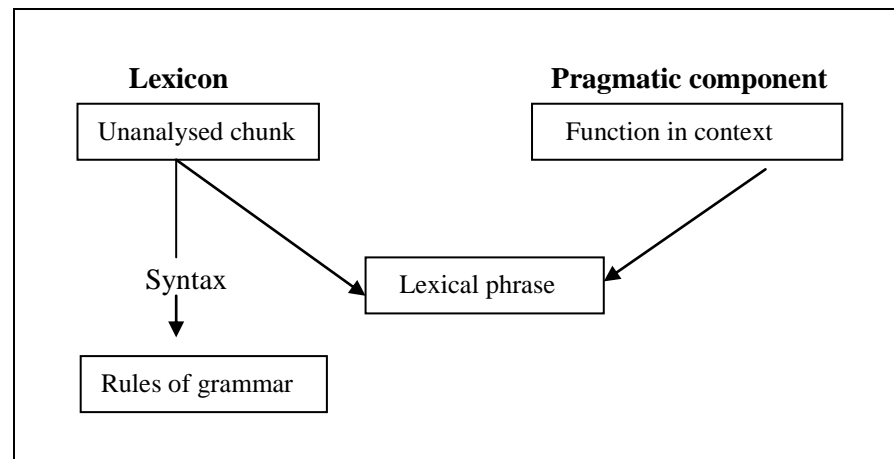 Lexicon
Pragmatic component
Unanalysed chunk
Function in context
Syntax
Lexical phrase
Rules of grammar